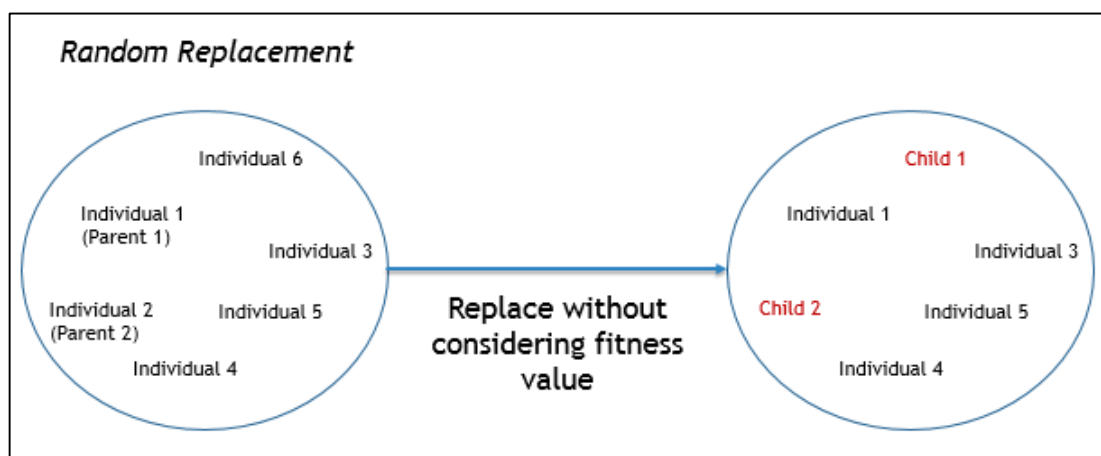 Random Replacement
Individual 6
Individual 1
(Parent 1)
Individual 3
Individual 2
(Parent 2)
Individual 5
Individual 4
Replace without
considering fitness
value
Child 1
Individual 1
Individual 3
Child 2
Individual 5
Individual 4